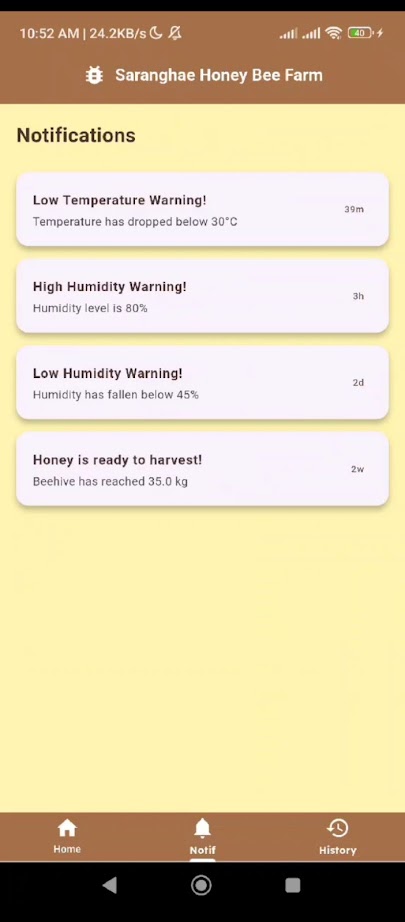 10:52 AM | 24.2KB/s 40
Saranghae Honey Bee Farm
Notifications
Low Temperature Warning!
Temperature has dropped below 30°C
39m
High Humidity Warning!
Humidity level is 80%
3h
Low Humidity Warning!
Humidity has fallen below 45%
2d
Honey is ready to harvest!
Beehive has reached 35.0 kg
2w
Home Notif History